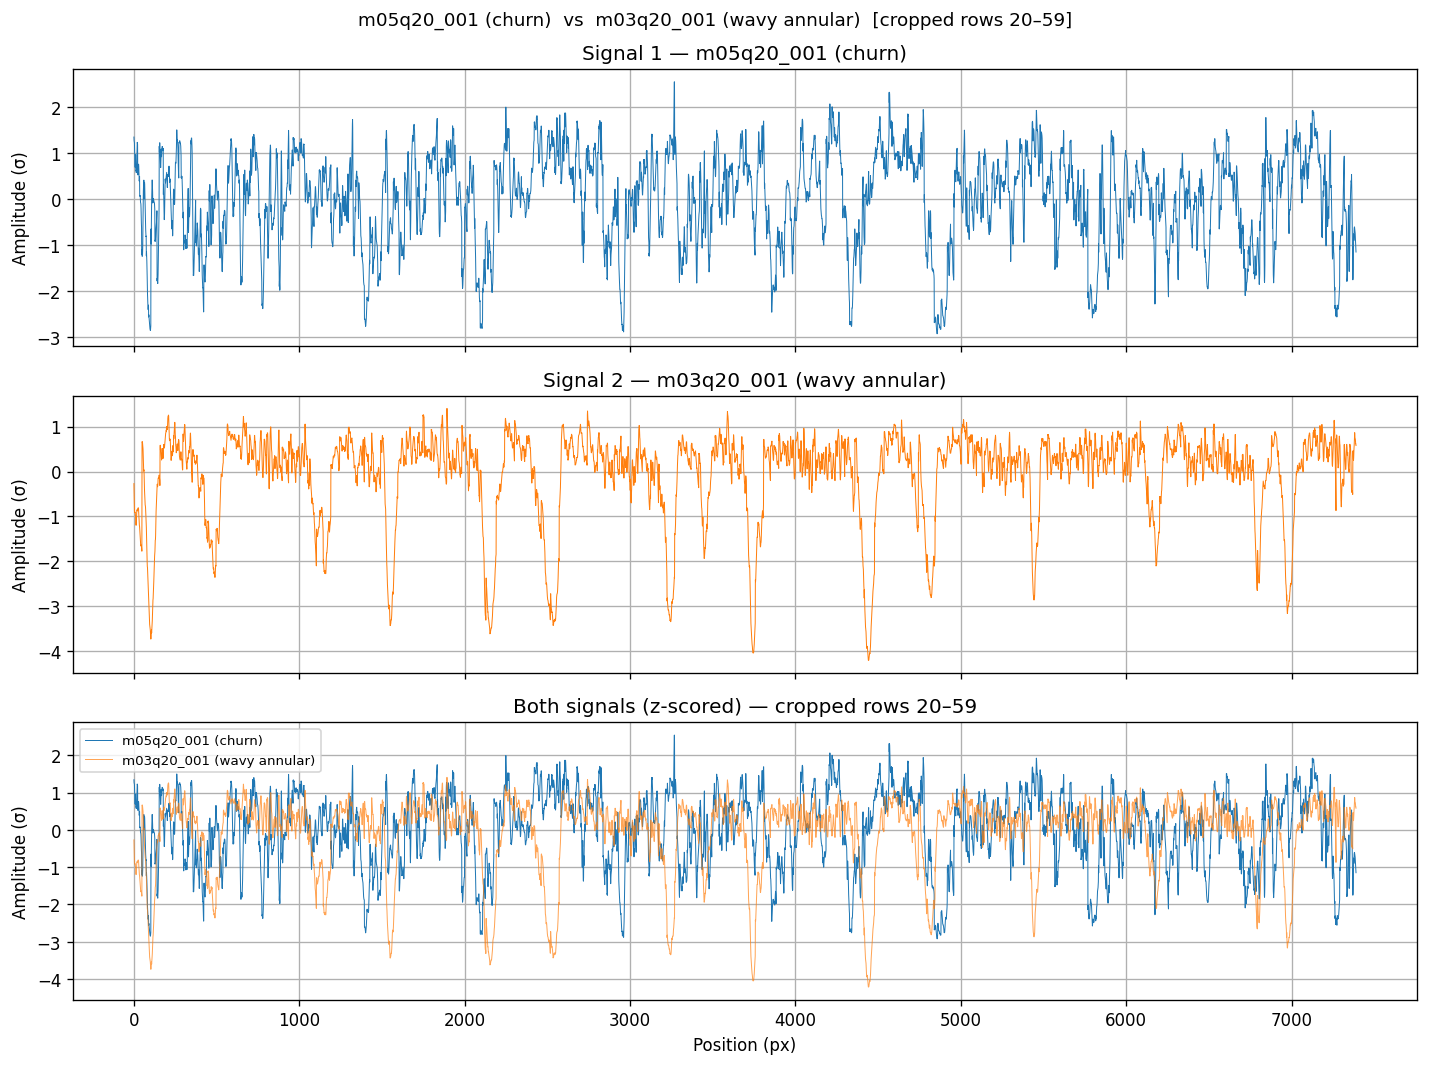 m05q20_001 (churn)  vs  m03q20_001 (wavy annular)  [cropped rows 20–59]
Signal 1 — m05q20_001 (churn)
Amplitude (σ)
2
1
0
−1
−2
−3
Signal 2 — m03q20_001 (wavy annular)
Amplitude (σ)
1
0
−1
−2
−3
−4
Both signals (z-scored) — cropped rows 20–59
Amplitude (σ)
m05q20_001 (churn)
m03q20_001 (wavy annular)
2
1
0
−1
−2
−3
−4
0 1000 2000 3000 4000 5000 6000 7000
Position (px)